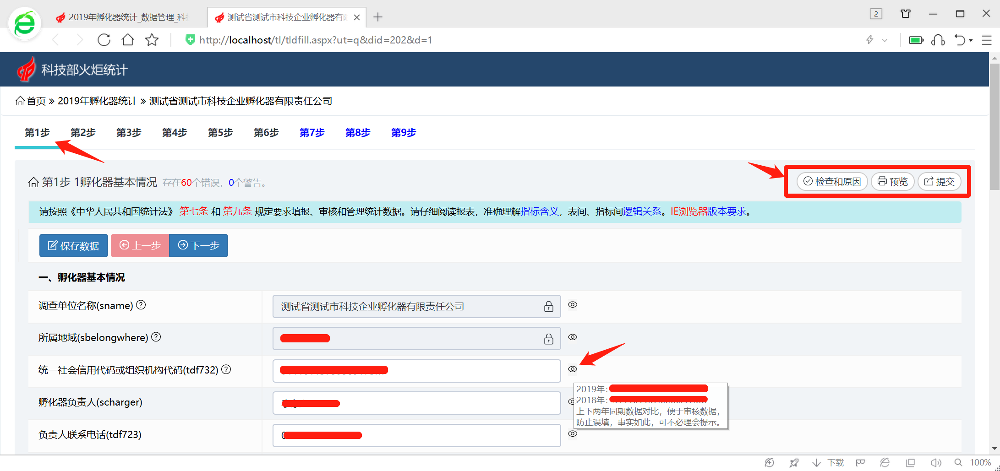 2019年孵化器统计_数据管理_科
测试省测试市科技企业孵化器有
2
http://localhost/tl/tldfill.aspx?ut=q&did=202&d=1
科技部火炬统计
首页 » 2019年孵化器统计 » 测试省测试市科技企业孵化器有限责任公司
第1步 第2步 第3步 第4步 第5步 第6步 第7步 第8步 第9步
第1步 1孵化器基本情况 存在60个错误，0个警告。
检查和原因 预览 提交
请按照《中华人民共和国统计法》 第七条 和 第九条 规定要求填报、审核和管理统计数据。请仔细阅读报表，准确理解指标含义，表间、指标间逻辑关系。IE浏览器版本要求。
保存数据 上一步 下一步
一、孵化器基本情况
调查单位名称(sname) 测试省测试市科技企业孵化器有限责任公司
所属地域(sbelongwhere)
统一社会信用代码或组织机构代码(tdf732)
2019年：
2018年：
上下两年同期数据对比，便于审核数据，
防止误填，事实如此，可不必理会提示。
孵化器负责人(scharger)
负责人联系电话(tdf723)
下载 100%